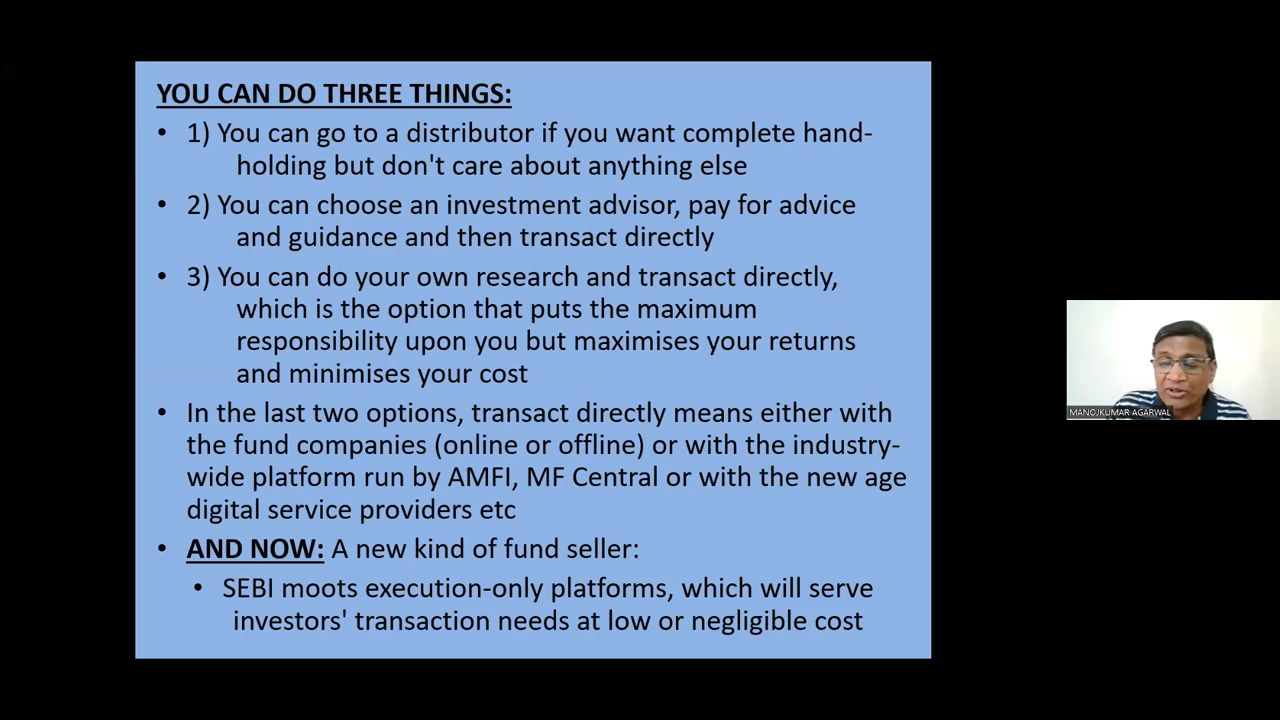 YOU CAN DO THREE THINGS:
• 1) You can go to a distributor if you want complete hand-
holding but don't care about anything else
• 2) You can choose an investment advisor, pay for advice
and guidance and then transact directly
• 3) You can do your own research and transact directly,
which is the option that puts the maximum
responsibility upon you but maximises your returns
and minimises your cost
• In the last two options, transact directly means either with
the fund companies (online or offline) or with the industry-
wide platform run by AMFI, MF Central or with the new age
digital service providers etc
• AND NOW: A new kind of fund seller:
• SEBI moots execution-only platforms, which will serve
investors' transaction needs at low or negligible cost
MANOJKUMAR AGARWAL